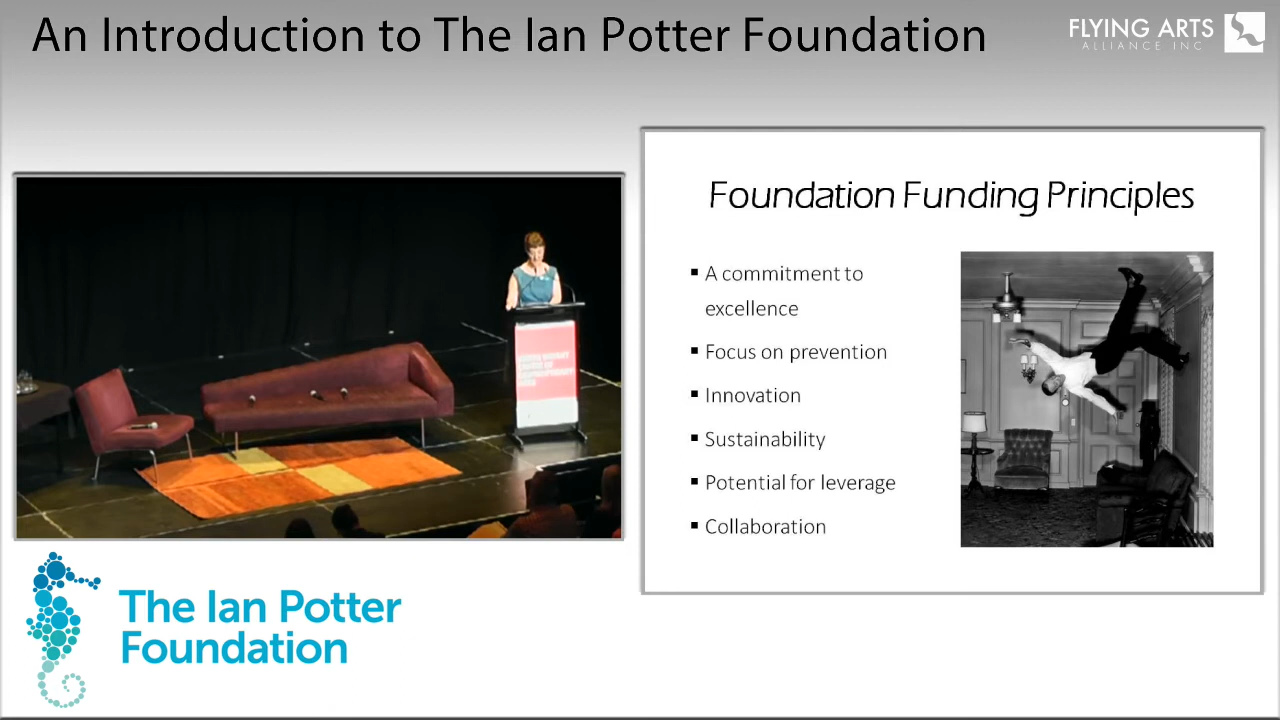 An Introduction to The Ian Potter Foundation
FLYING ARTS
ALLIANCE INC
Foundation Funding Principles
▪ A commitment to
excellence
▪ Focus on prevention
▪ Innovation
▪ Sustainability
▪ Potential for leverage
▪ Collaboration
The Ian Potter
Foundation